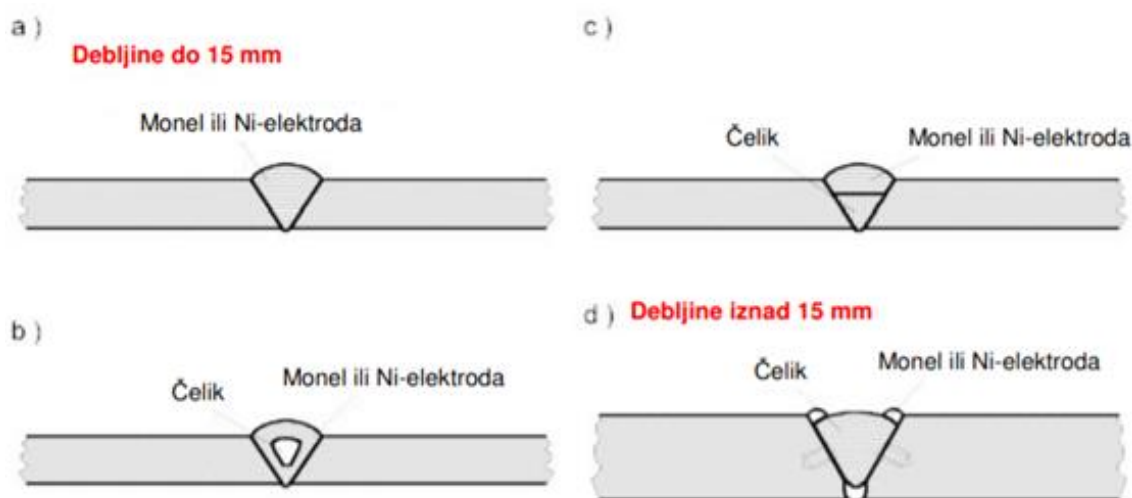 a )
Debljine do 15 mm
Monel ili Ni-elektroda
c )
Čelik
Monel ili Ni-elektroda
b )
Čelik
Monel ili Ni-elektroda
d )
Debljine iznad 15 mm
Čelik
Monel ili Ni-elektroda